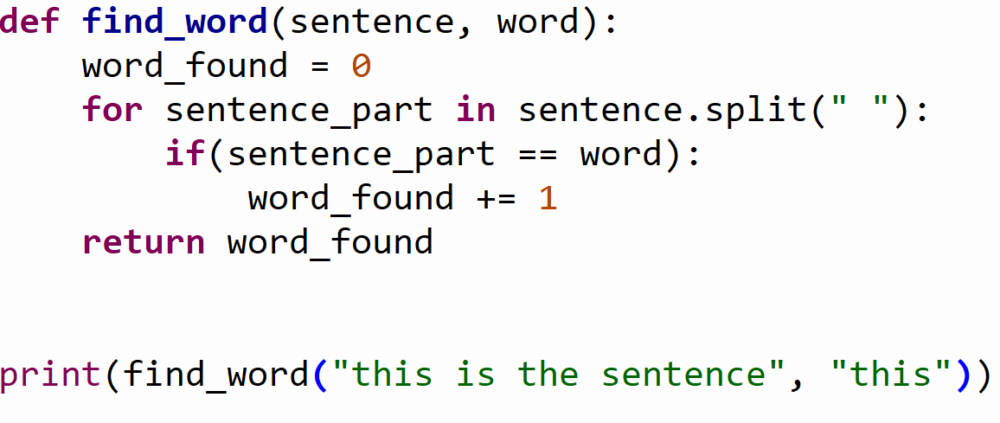 def find_word(sentence, word):
    word_found = 0
    for sentence_part in sentence.split(" "):
        if(sentence_part == word):
            word_found += 1
    return word_found
print(find_word("this is the sentence", "this"))